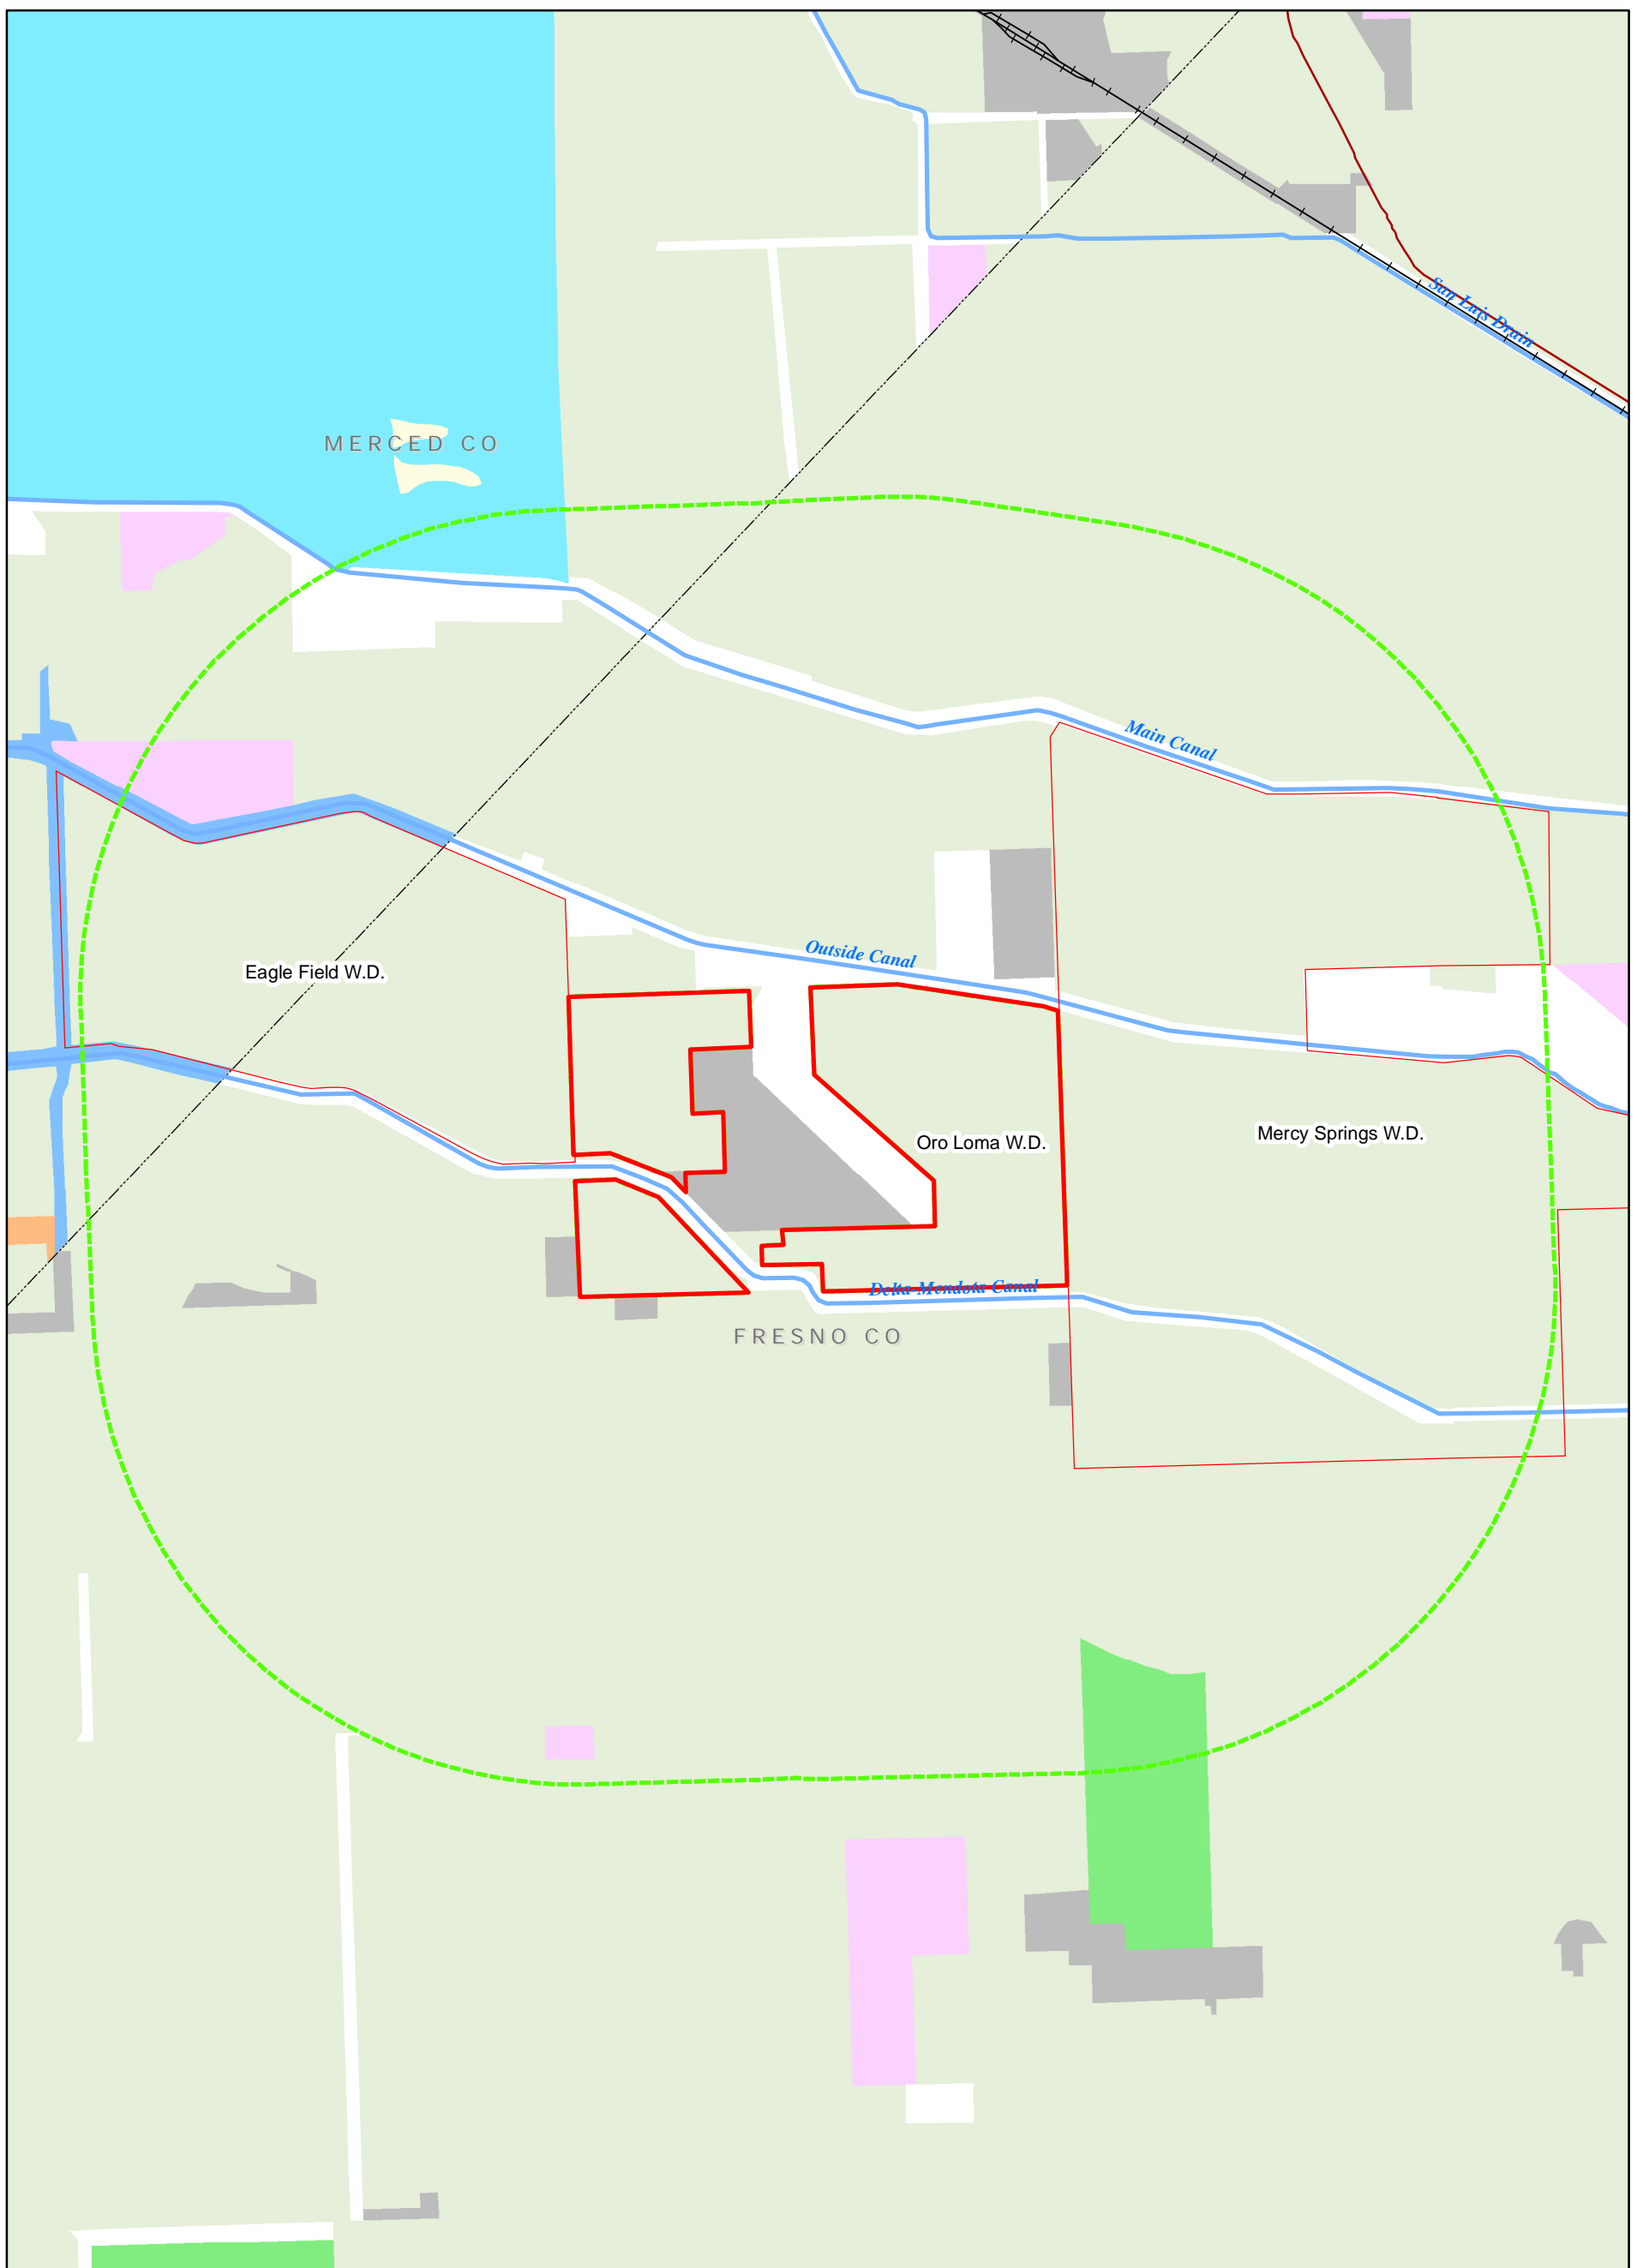 San Luis Drain
MERCED CO
Main Canal
Outside Canal
Eagle Field W.D.
Mercy Springs W.D.
Oro Loma W.D.
Delta Mendota Canal
FRESNO CO